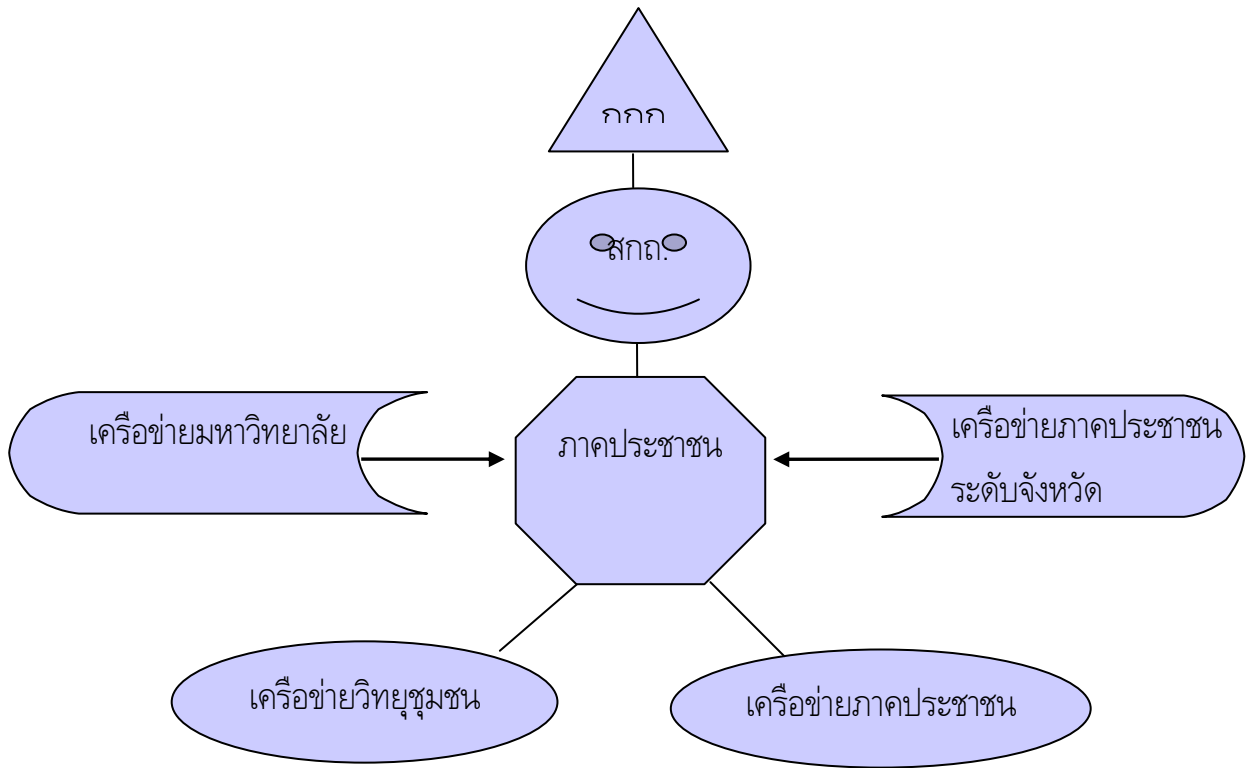 กกก
สกถ.
เครือข่ายมหาวิทยาลัย
ภาคประชาชน
เครือข่ายภาคประชาชน
ระดับจังหวัด
เครือข่ายวิทยุชุมชน
เครือข่ายภาคประชาชน